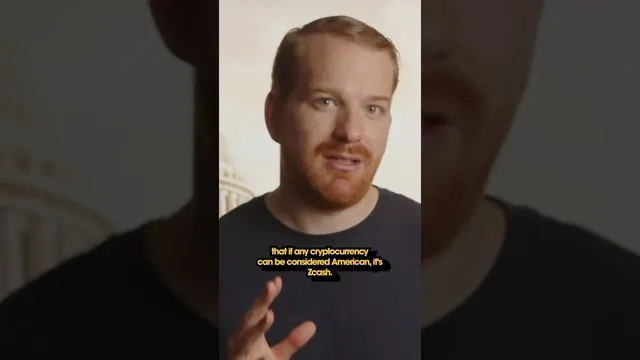 that if any cryptocurrency
can be considered American, it's
Zcash.